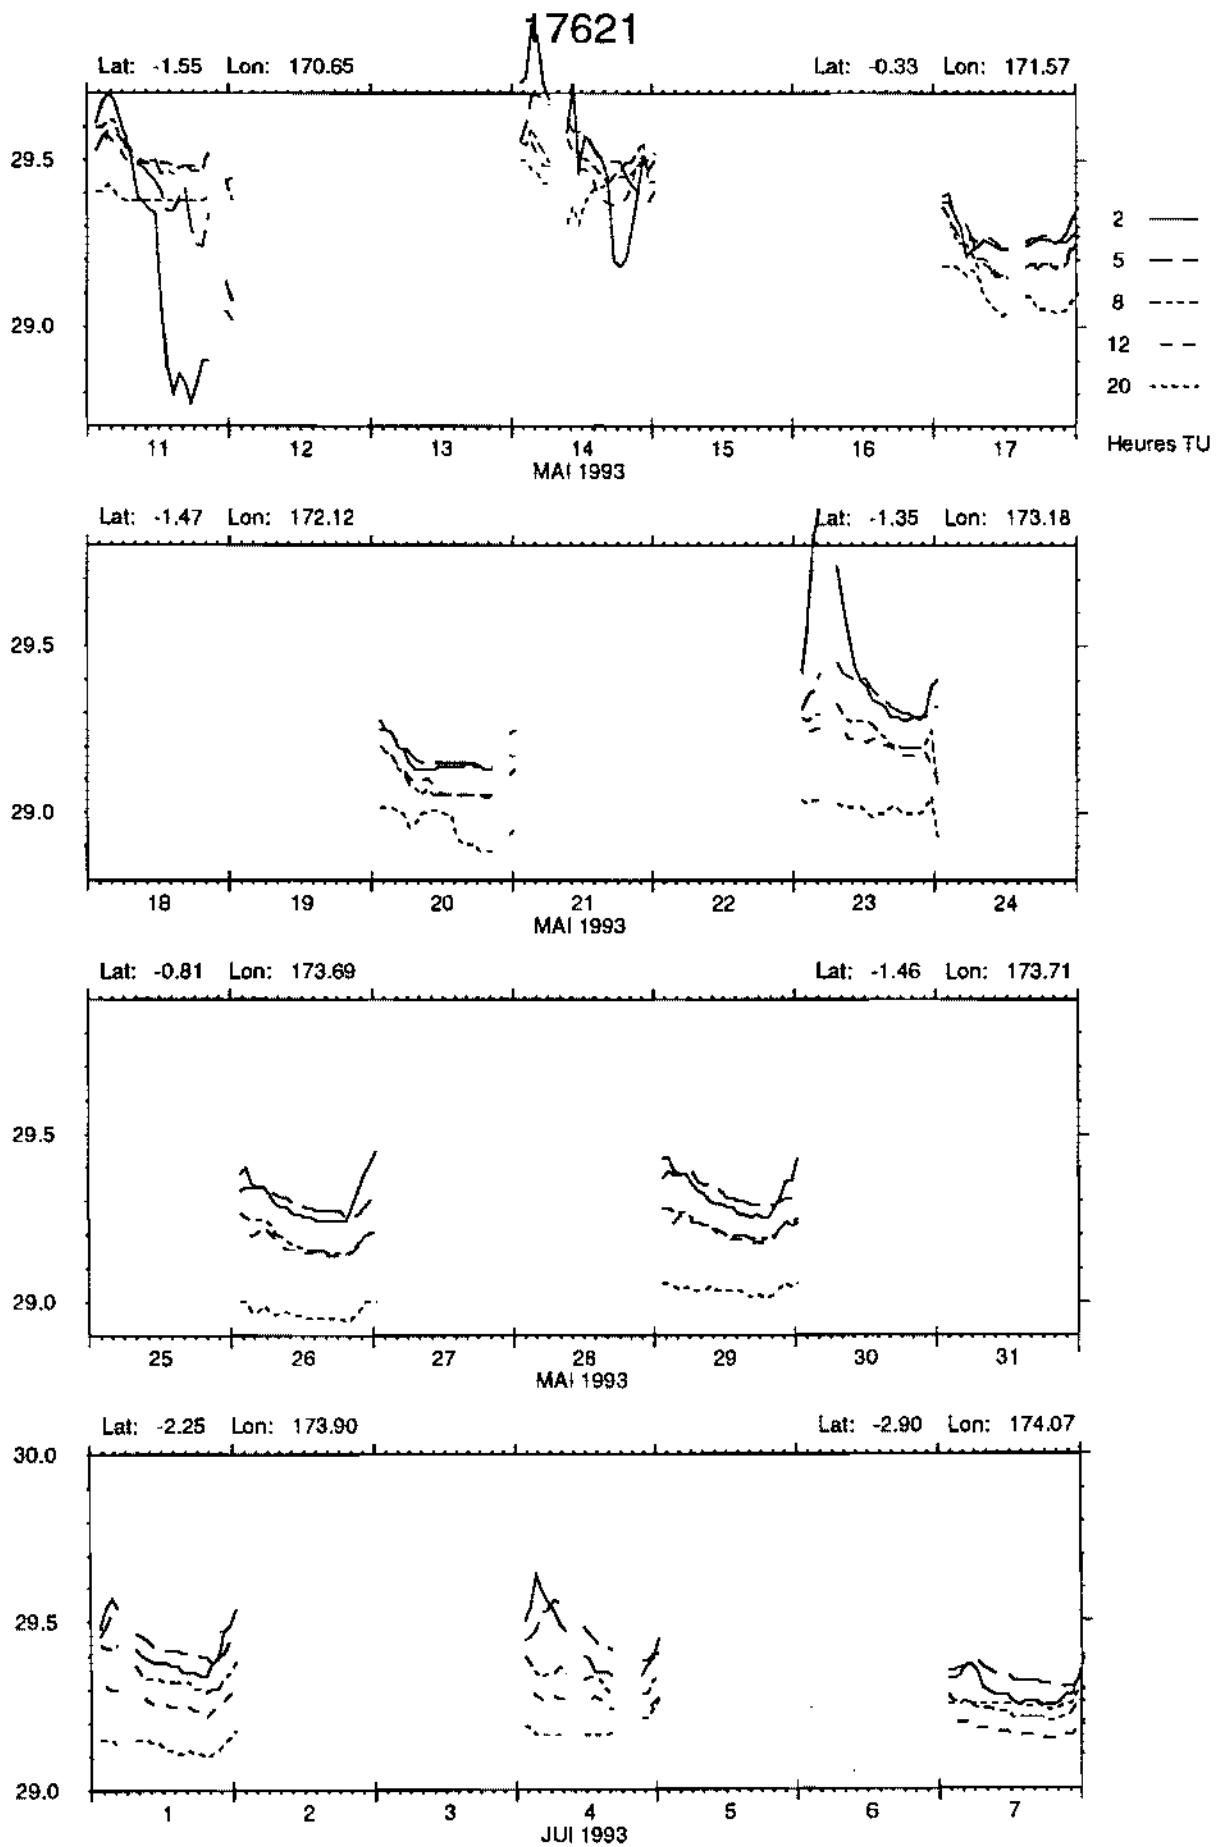 17621
Lat: -1.55 Lon: 170.65 Lat: -0.33 Lon: 171.57
29.5
29.0
2
5
8
12
20
Heures TU
11 12 13 14 15 16 17
MAI 1993
Lat: -1.47 Lon: 172.12 Lat: -1.35 Lon: 173.18
29.5
29.0
18 19 20 21 22 23 24
MAI 1993
Lat: -0.81 Lon: 173.69 Lat: -1.46 Lon: 173.71
29.5
29.0
25 26 27 28 29 30 31
MAI 1993
Lat: -2.25 Lon: 173.90 Lat: -2.90 Lon: 174.07
30.0
29.5
29.0
1 2 3 4 5 6 7
JUI 1993